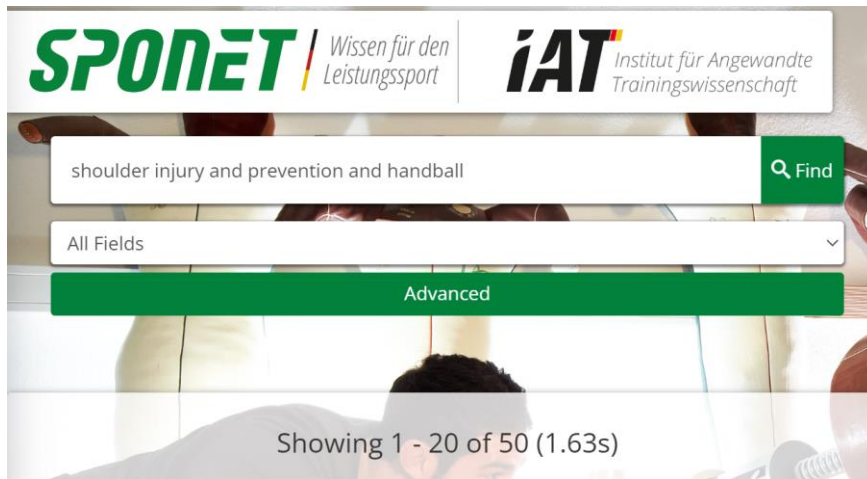 SPONET
Wissen für den
Leistungssport
iAT
Institut für Angewandte
Trainingswissenschaft
shoulder injury and prevention and handball
Find
All Fields
Advanced
Showing 1 - 20 of 50 (1.63s)